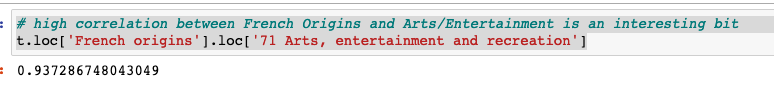 # high correlation between French Origins and Arts/Entertainment is an interesting bit
t.loc['French origins'].loc['71 Arts, entertainment and recreation']
0.937286748043049